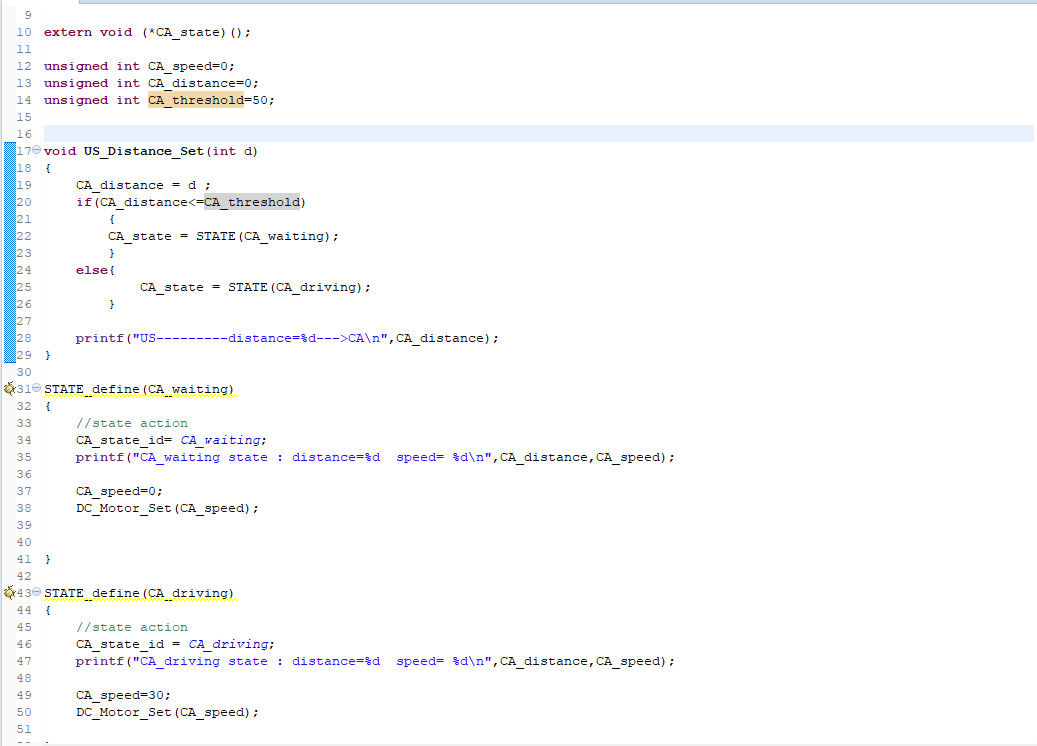 9
10 extern void (*CA_state)();
11
12 unsigned int CA_speed=0;
13 unsigned int CA_distance=0;
14 unsigned int CA_threshold=50;
15
16
17 void US_Distance_Set(int d)
18 {
19     CA_distance = d ;
20     if(CA_distance<=CA_threshold)
21         {
22         CA_state = STATE(CA_waiting);
23         }
24     else{
25             CA_state = STATE(CA_driving);
26         }
27
28     printf("US---------distance=%d--->CA\n",CA_distance);
29 }
30
31 STATE_define(CA_waiting)
32 {
33     //state action
34     CA_state_id= CA_waiting;
35     printf("CA_waiting state : distance=%d  speed= %d\n",CA_distance,CA_speed);
36
37     CA_speed=0;
38     DC_Motor_Set(CA_speed);
39
40
41 }
42
43 STATE_define(CA_driving)
44 {
45     //state action
46     CA_state_id = CA_driving;
47     printf("CA_driving state : distance=%d  speed= %d\n",CA_distance,CA_speed);
48
49     CA_speed=30;
50     DC_Motor_Set(CA_speed);
51